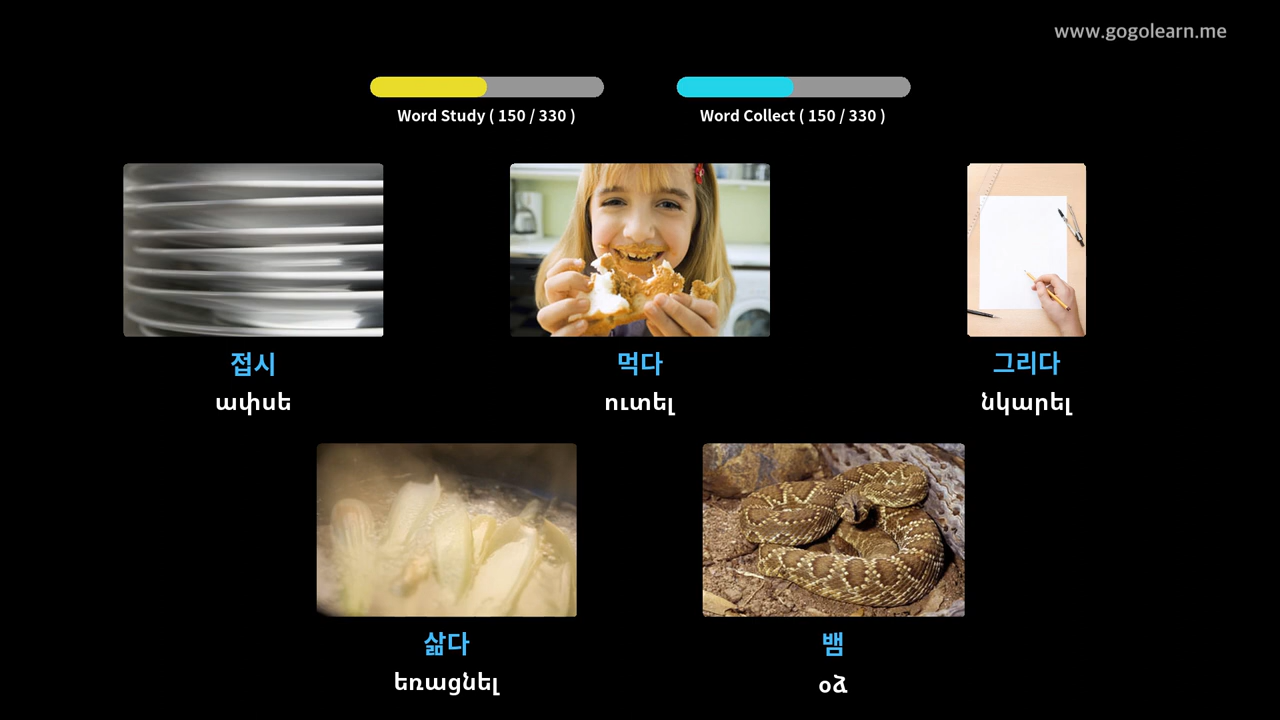 www.gogolearn.me
Word Study ( 150 / 330 )
Word Collect ( 150 / 330 )
접시
ափսե
먹다
ուտել
그리다
նկարել
삶다
եռացնել
뱀
օձ